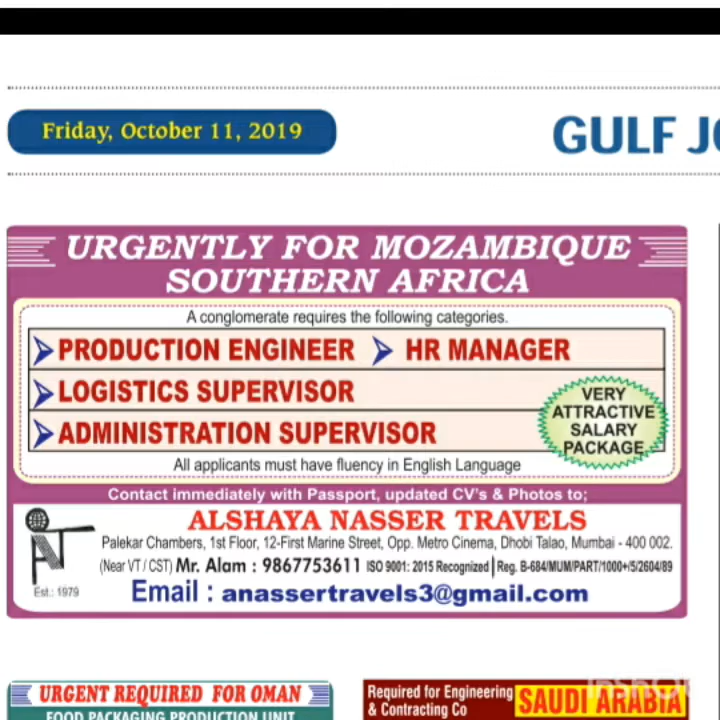 Friday, October 11, 2019
GULF
URGENTLY FOR MOZAMBIQUE
SOUTHERN AFRICA
A conglomerate requires the following categories.
PRODUCTION ENGINEER HR MANAGER
LOGISTICS SUPERVISOR
ADMINISTRATION SUPERVISOR
VERY
ATTRACTIVE
SALARY
PACKAGE
All applicants must have fluency in English Language
Contact immediately with Passport, updated CV's & Photos to;
ALSHAYA NASSER TRAVELS
Palekar Chambers, 1st Floor, 12-First Marine Street, Opp. Metro Cinema, Dhobi Talao, Mumbai - 400 002.
(Near VT / CST) Mr. Alam : 9867753611 ISO 9001: 2015 Recognized Reg. B-684/MUM/PART/1000+/5/2604/89
Est.: 1979
Email : anassertravels3@gmail.com
URGENT REQUIRED FOR OMAN
FOOD PACKAGING PRODUCTION UNIT
Required for Engineering
& Contracting Co
SAUDI ARABIA